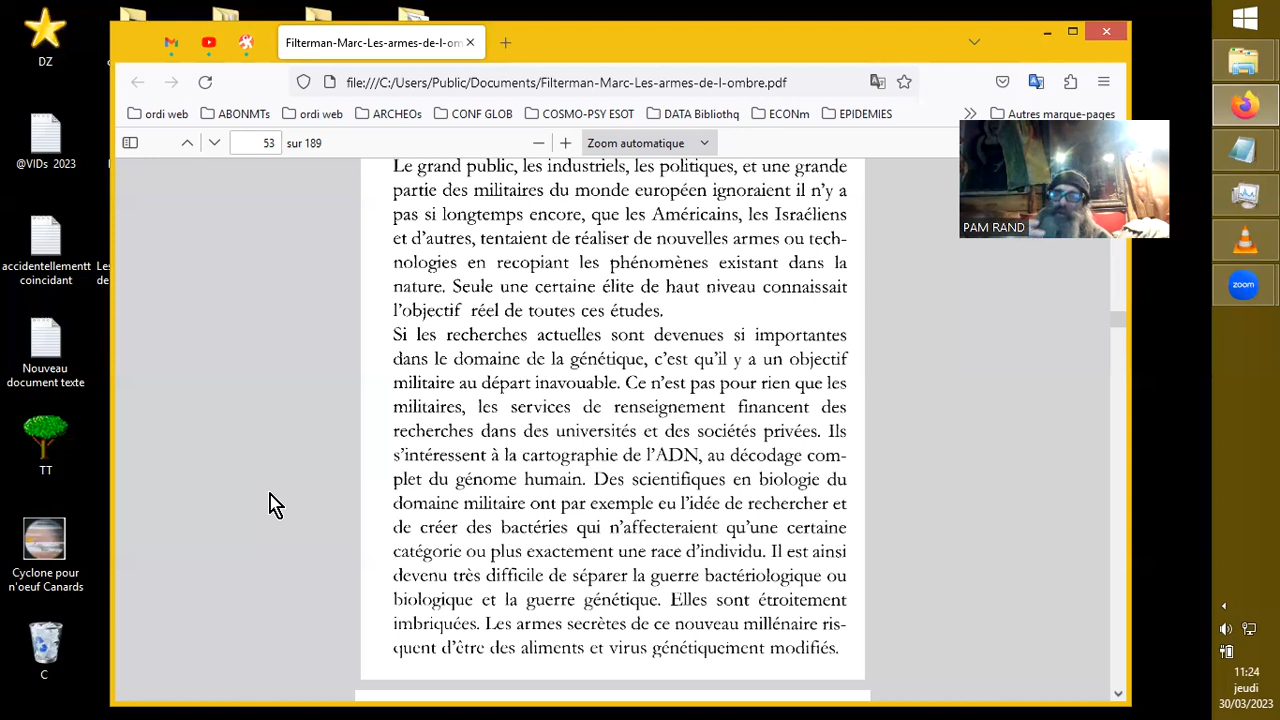 DZ
@VIDs 2023
accidentellementt
coincidant
Les
de
Nouveau
document texte
TT
Cyclone pour
n'oeuf Canards
C
Filterman-Marc-Les-armes-de-l-om
file:///C:/Users/Public/Documents/Filterman-Marc-Les-armes-de-l-ombre.pdf
ordi web
ABONMTs
ARCHEOs
ordi web
CONF GLOB
COSMO-PSY ESOT
DATA Bibliothq
ECONm
EPIDEMIES
Autres marque-pages
53 sur 189
Zoom automatique
Le grand public, les industriels, les politiques, et une grande
partie des militaires du monde européen ignoraient il n'y a
pas si longtemps encore, que les Américains, les Israéliens
et d'autres, tentaient de réaliser de nouvelles armes ou tech-
nologies en recopiant les phénomènes existant dans la
nature. Seule une certaine élite de haut niveau connaissait
l'objectif réel de toutes ces études.
Si les recherches actuelles sont devenues si importantes
dans le domaine de la génétique, c'est qu'il y a un objectif
militaire au départ inavouable. Ce n'est pas pour rien que les
militaires, les services de renseignement financent des
recherches dans des universités et des sociétés privées. Ils
s'intéressent à la cartographie de l'ADN, au décodage com-
plet du génome humain. Des scientifiques en biologie du
domaine militaire ont par exemple eu l'idée de rechercher et
de créer des bactéries qui n'affecteraient qu'une certaine
catégorie ou plus exactement une race d'individu. Il est ainsi
devenu très difficile de séparer la guerre bactériologique ou
biologique et la guerre génétique. Elles sont étroitement
imbriquées. Les armes secrètes de ce nouveau millénaire ris-
quent d'être des aliments et virus génétiquement modifiés.
PAM RAND
zoom
11:24
jeudi
30/03/2023